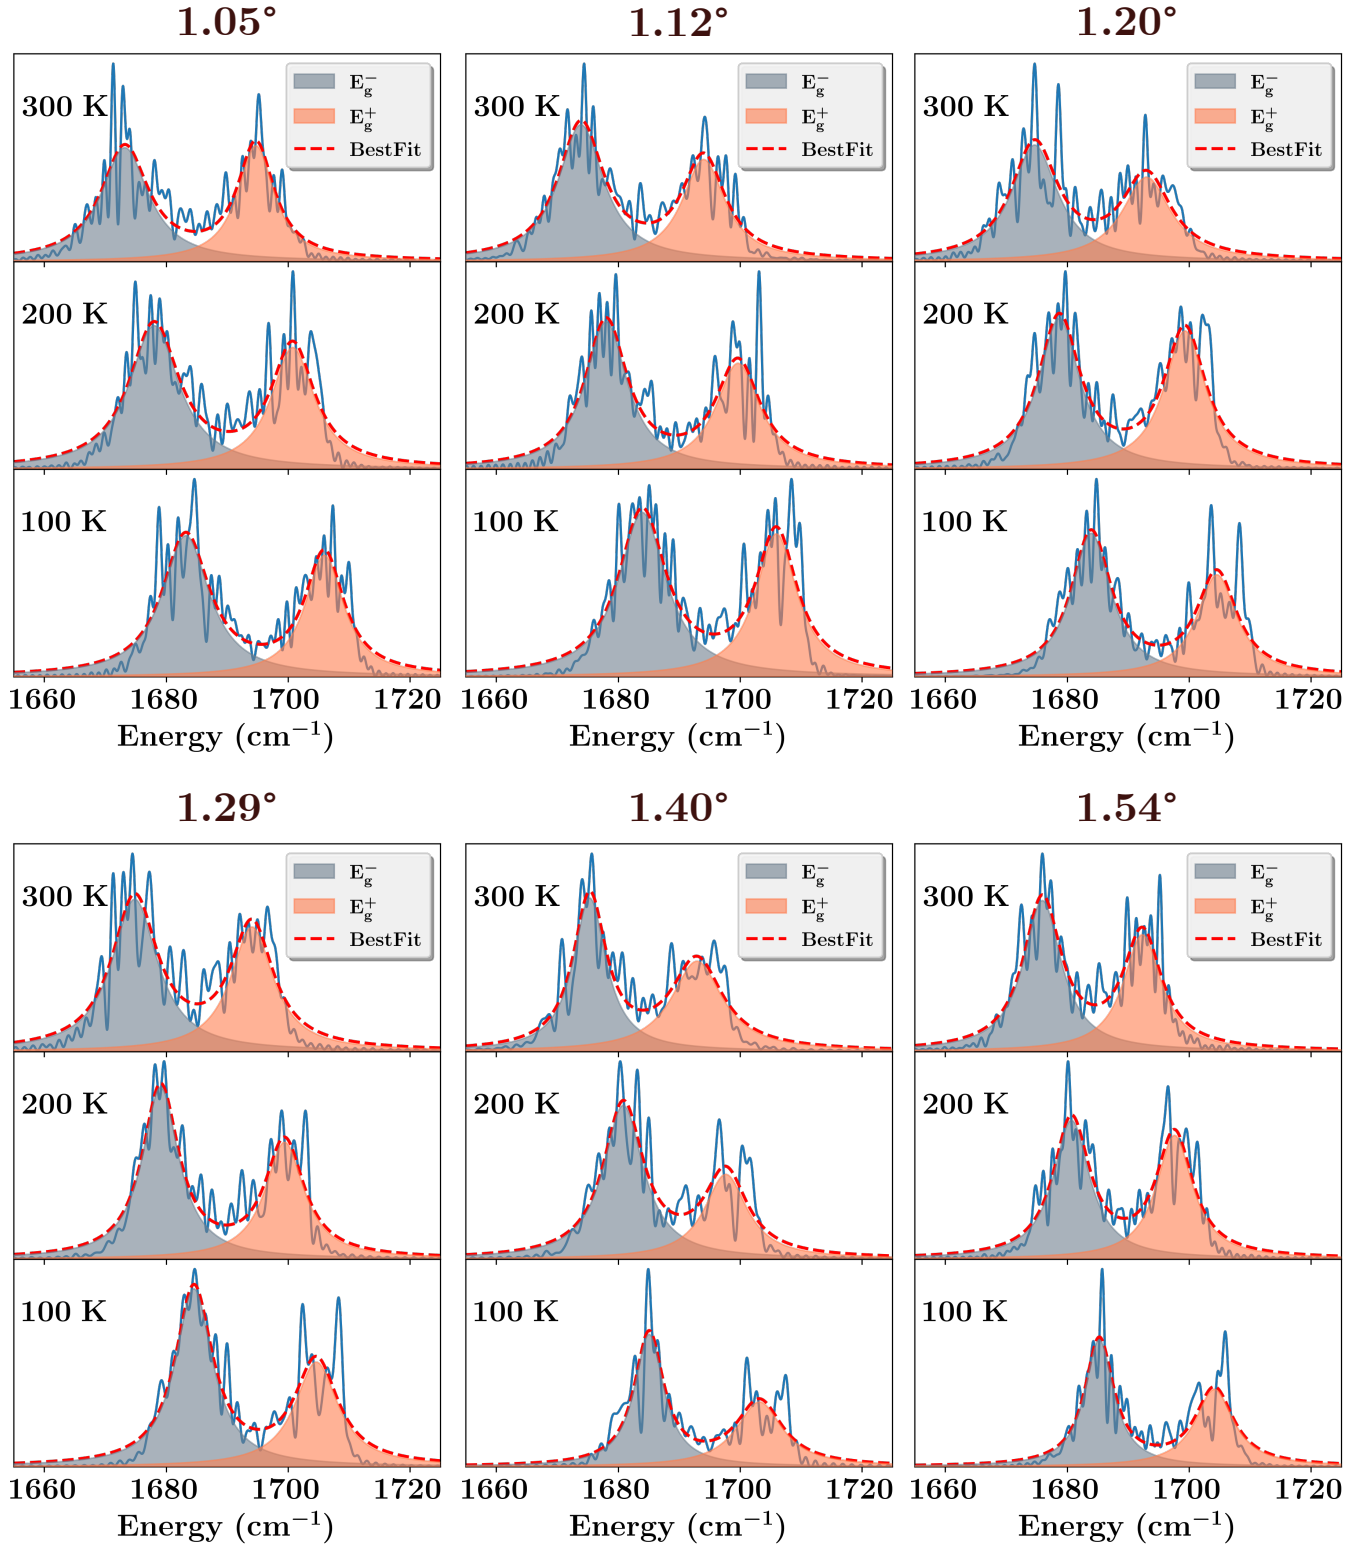 1.05° 1.12° 1.20°
300 K E_g^- 300 K E_g^- 300 K E_g^-
E_g^+ E_g^+ E_g^+
BestFit BestFit BestFit
200 K 200 K 200 K
100 K 100 K 100 K
1660 1680 1700 1720 1660 1680 1700 1720 1660 1680 1700 1720
Energy (cm⁻¹) Energy (cm⁻¹) Energy (cm⁻¹)
1.29° 1.40° 1.54°
300 K E_g^- 300 K E_g^- 300 K E_g^-
E_g^+ E_g^+ E_g^+
BestFit BestFit BestFit
200 K 200 K 200 K
100 K 100 K 100 K
1660 1680 1700 1720 1660 1680 1700 1720 1660 1680 1700 1720
Energy (cm⁻¹) Energy (cm⁻¹) Energy (cm⁻¹)